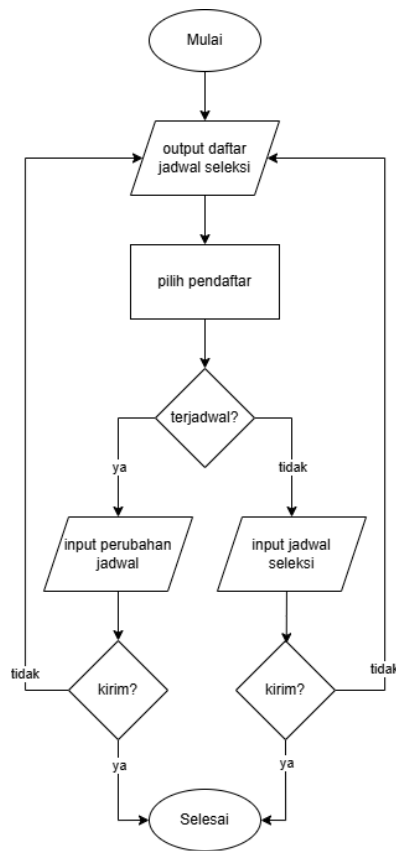 Mulai
output daftar
jadwal seleksi
pilih pendaftar
terjadwal?
ya
tidak
input perubahan
jadwal
input jadwal
seleksi
tidak
kirim?
kirim?
tidak
ya
ya
Selesai